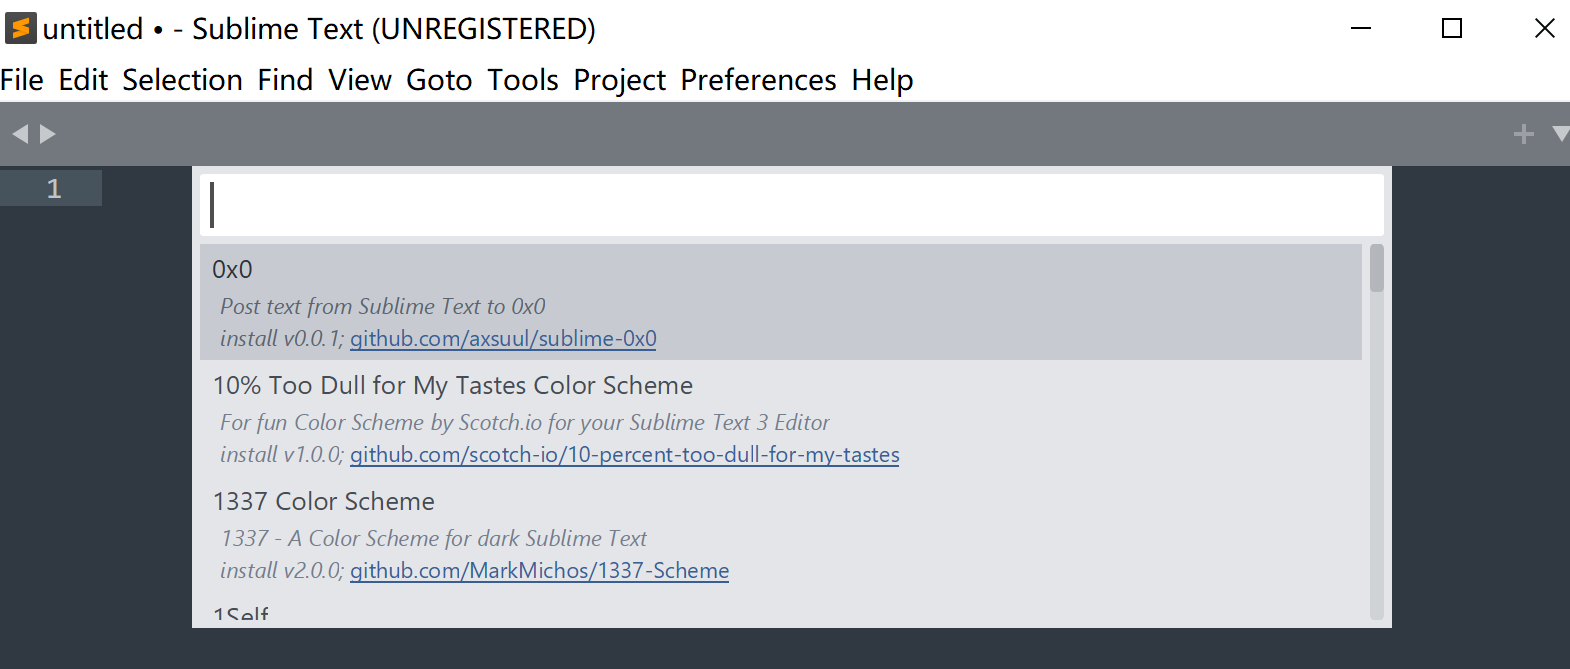 untitled • - Sublime Text (UNREGISTERED)
File Edit Selection Find View Goto Tools Project Preferences Help
1
0x0
Post text from Sublime Text to 0x0
install v0.0.1; github.com/axsuul/sublime-0x0
10% Too Dull for My Tastes Color Scheme
For fun Color Scheme by Scotch.io for your Sublime Text 3 Editor
install v1.0.0; github.com/scotch-io/10-percent-too-dull-for-my-tastes
1337 Color Scheme
1337 - A Color Scheme for dark Sublime Text
install v2.0.0; github.com/MarkMichos/1337-Scheme
1Self